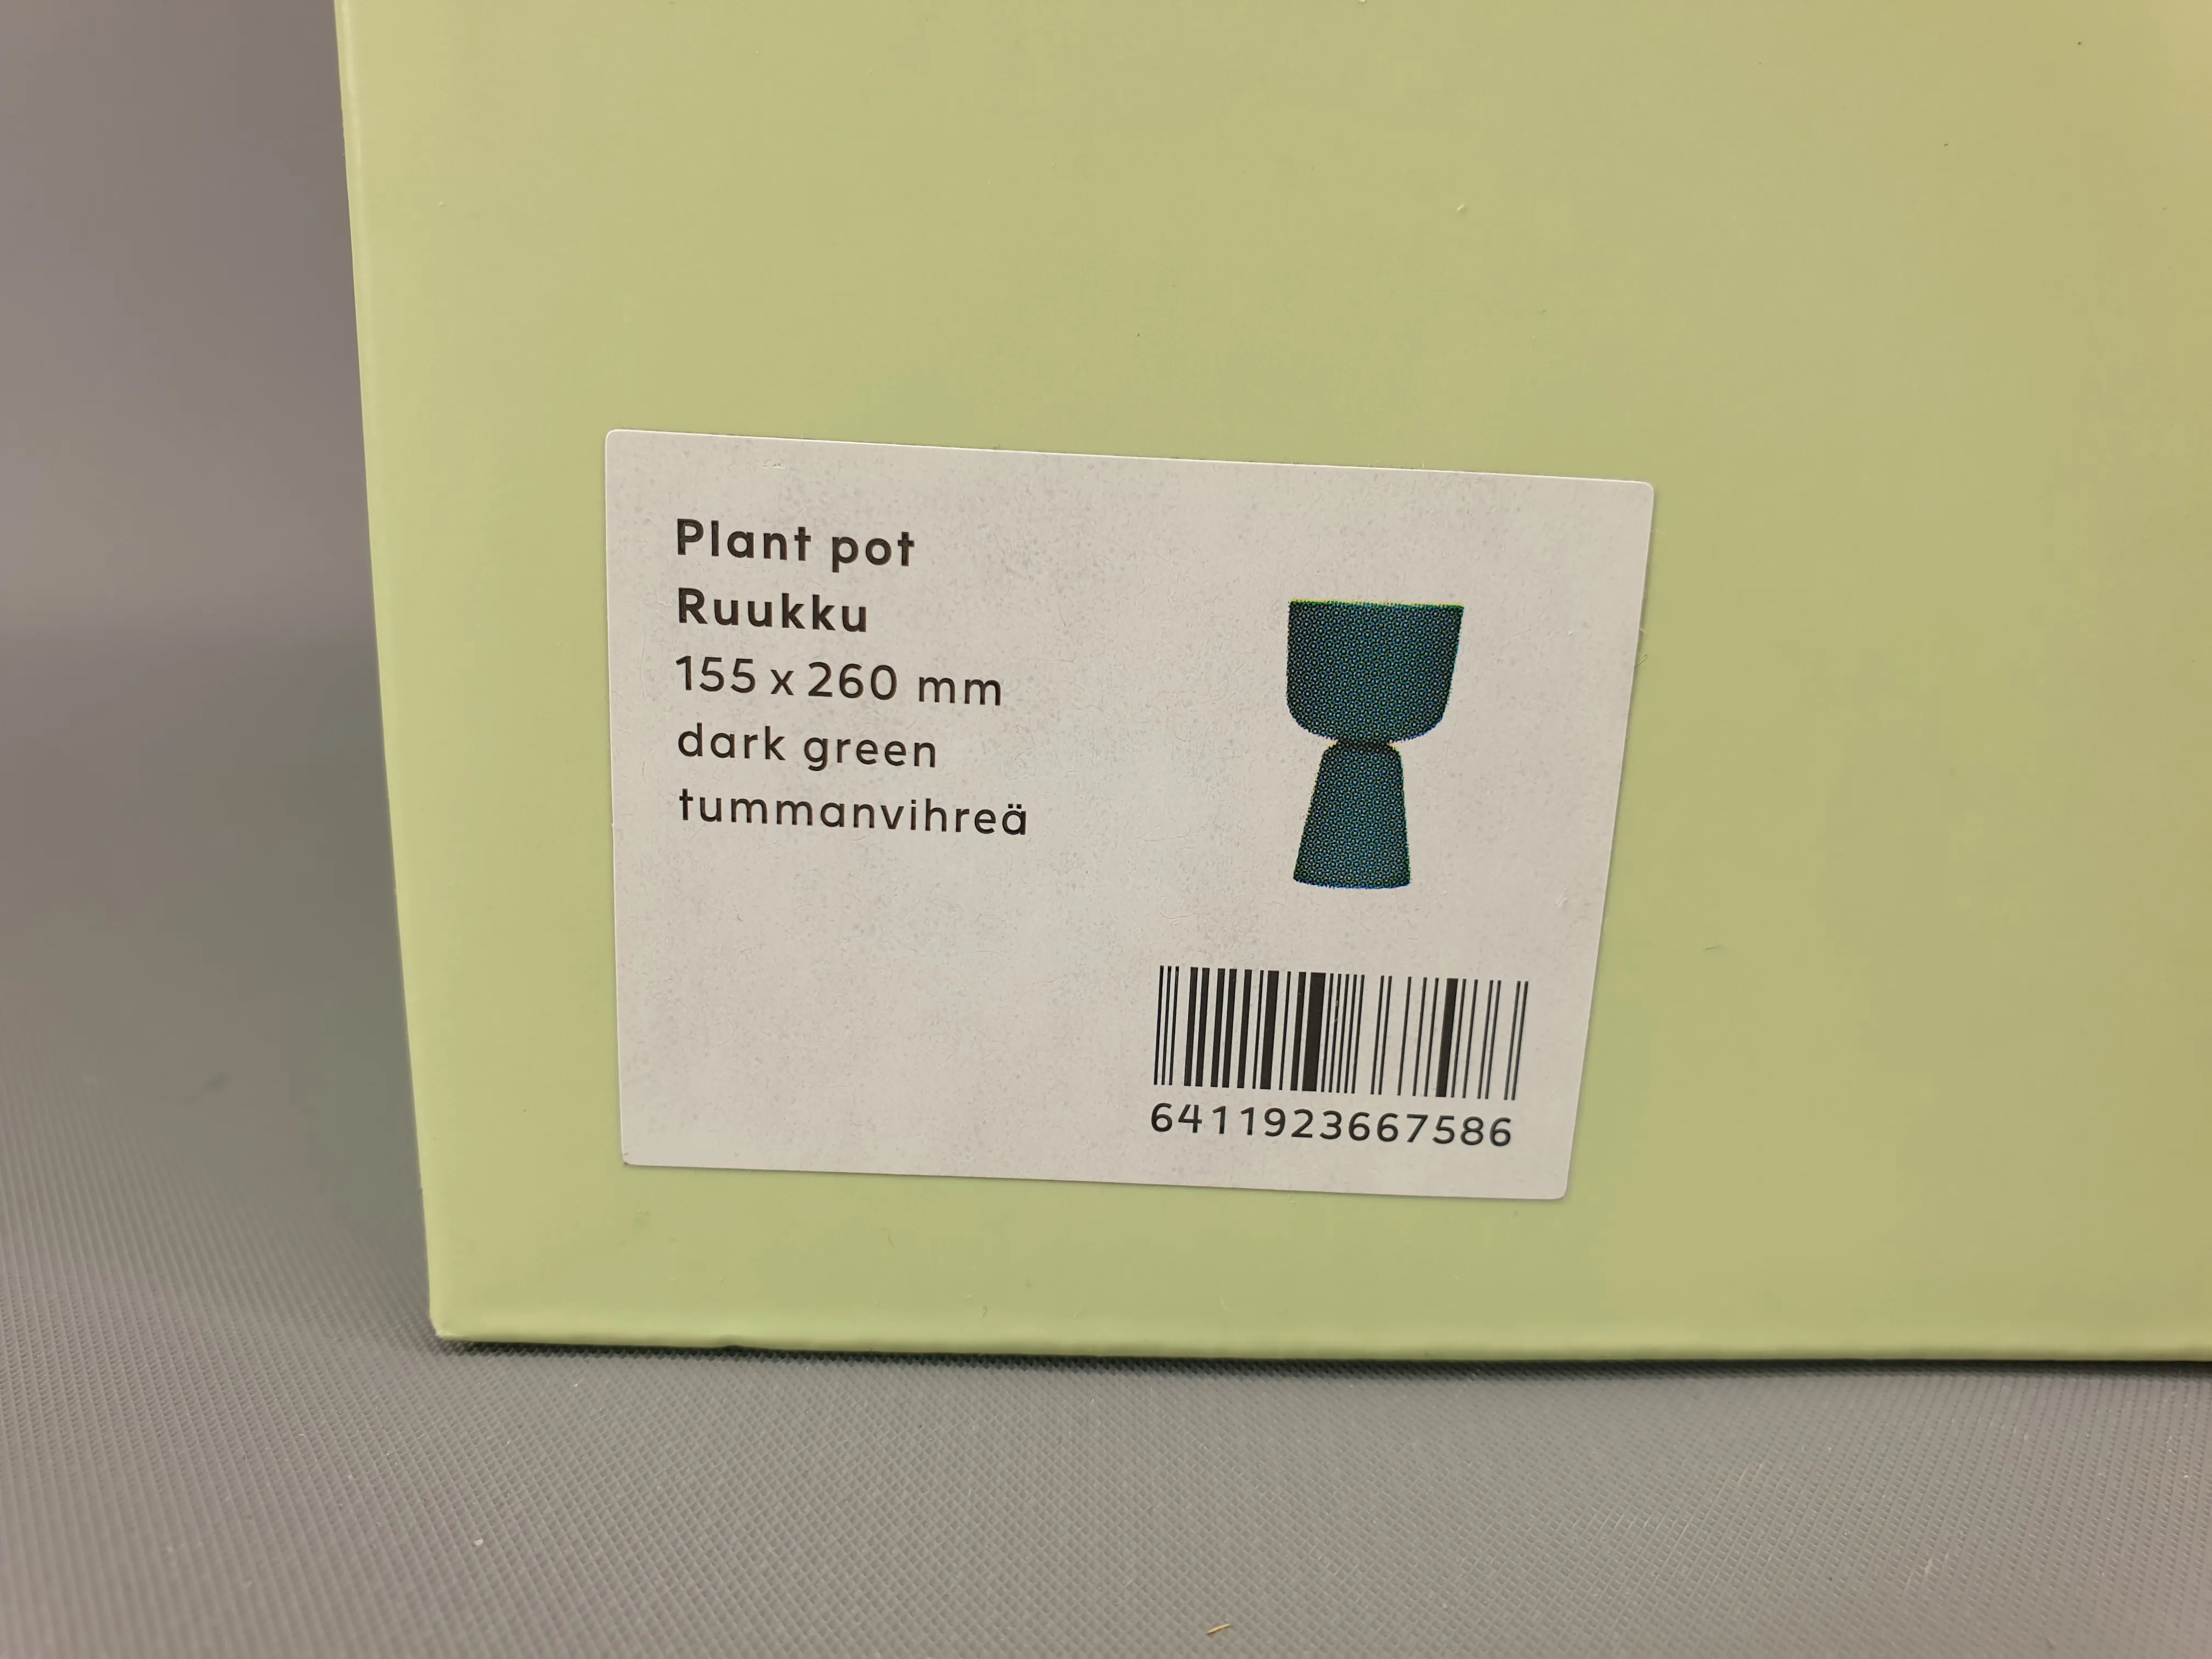 Plant pot
Ruukku
155 x 260 mm
dark green
tummanvihreä
6411923667586